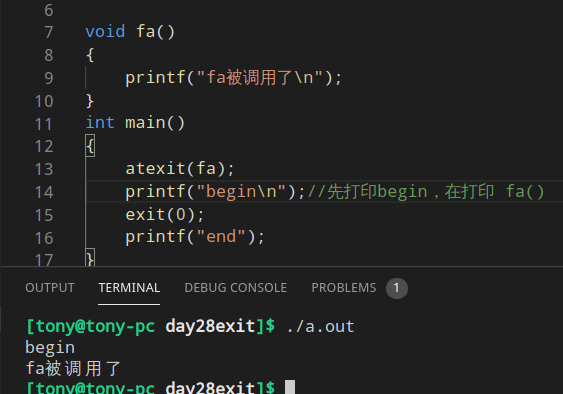 6
7 void fa()
8 {
9 printf("fa被调用了\n");
10 }
11 int main()
12 {
13 atexit(fa);
14 printf("begin\n");//先打印begin，在打印 fa()
15 exit(0);
16 printf("end");
17 }
OUTPUT TERMINAL DEBUG CONSOLE PROBLEMS 1
[tony@tony-pc day28exit]$ ./a.out
begin
fa被调用了
[tony@tony-pc day28exit]$